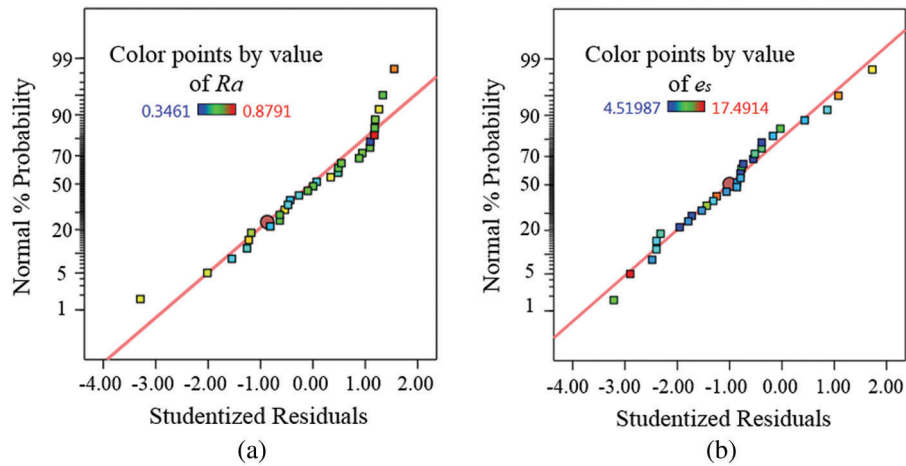 Color points by value
of Ra
0.3461 0.8791
Normal % Probability
99
90
70
50
20
5
1
-4.00 -3.00 -2.00 -1.00 0.00 1.00 2.00
Studentized Residuals
(a)
Color points by value
of es
4.51987 17.4914
Normal % Probability
99
90
70
50
20
5
1
-4.00 -3.00 -2.00 -1.00 0.00 1.00 2.00
Studentized Residuals
(b)